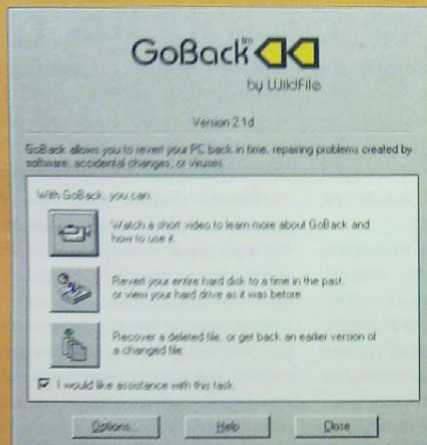 GoBack™
by WildFile
Version 2.1d
GoBack allows you to revert your PC back in time, repairing problems created by
software, accidental changes, or viruses.
With GoBack, you can:
Watch a short video to learn more about GoBack and
how to use it.
Revert your entire hard disk to a time in the past,
or view your hard drive as it was before.
Recover a deleted file, or get back an earlier version of
a changed file.
I would like assistance with this task.
Options... Help Close